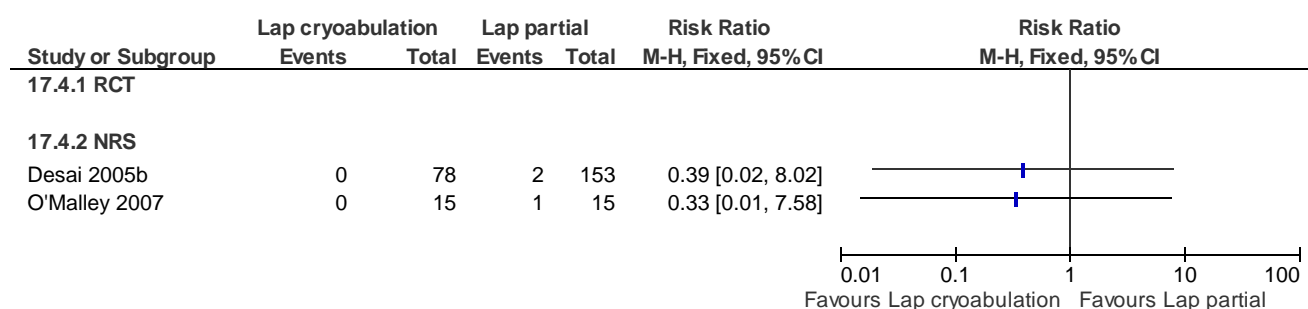 Lap cryoabulation Lap partial Risk Ratio Risk Ratio
Study or Subgroup Events Total Events Total M-H, Fixed, 95% CI M-H, Fixed, 95% CI
17.4.1 RCT
17.4.2 NRS
Desai 2005b 0 78 2 153 0.39 [0.02, 8.02]
O'Malley 2007 0 15 1 15 0.33 [0.01, 7.58]
0.01 0.1 1 10 100
Favours Lap cryoabulation Favours Lap partial